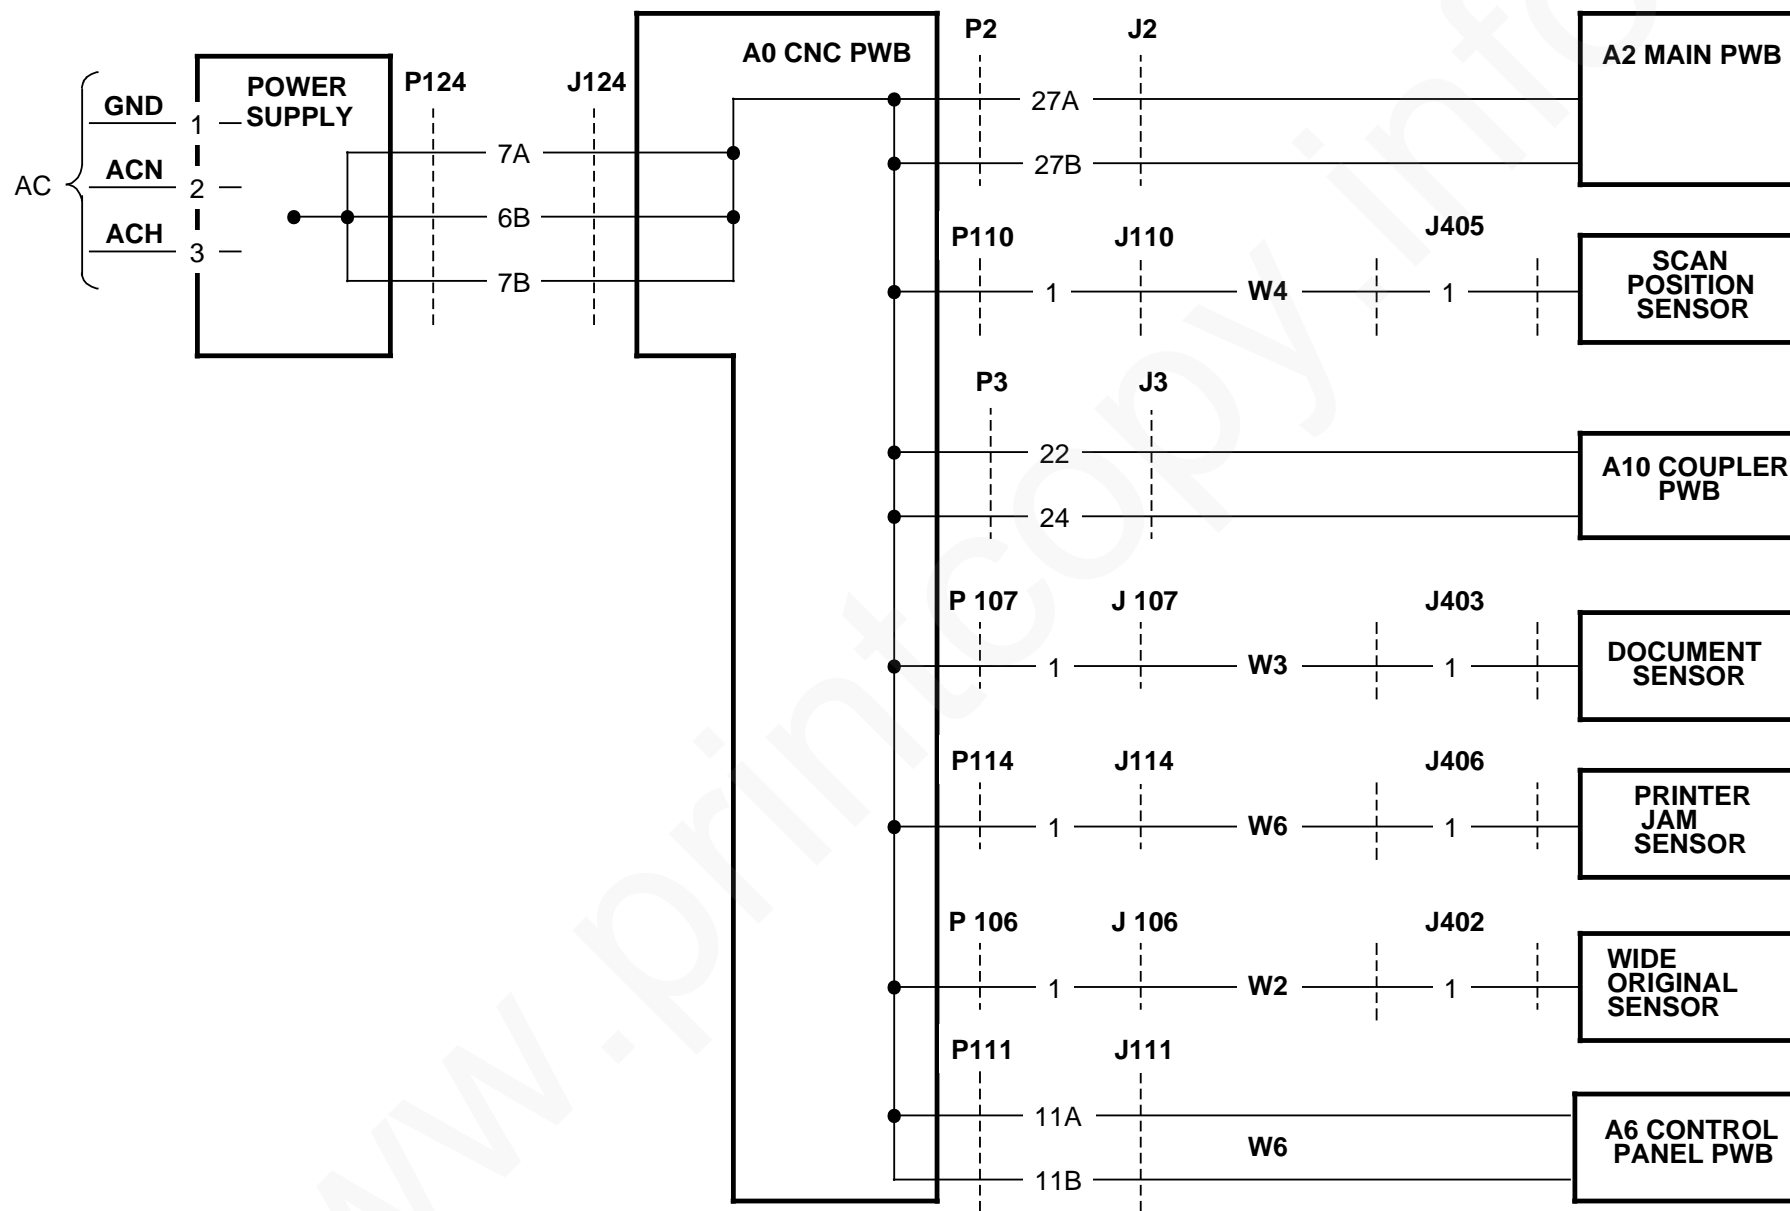 AC
GND
ACN
ACH
1
2
3
POWER
SUPPLY
P124
J124
7A
6B
7B
A0 CNC PWB
P2
J2
27A
27B
A2 MAIN PWB
P110
J110
J405
1
W4
1
SCAN
POSITION
SENSOR
P3
J3
22
24
A10 COUPLER
PWB
P 107
J 107
J403
1
W3
1
DOCUMENT
SENSOR
P114
J114
J406
1
W6
1
PRINTER
JAM
SENSOR
P 106
J 106
J402
1
W2
1
WIDE
ORIGINAL
SENSOR
P111
J111
11A
W6
11B
A6 CONTROL
PANEL PWB
ww.printcopy.info